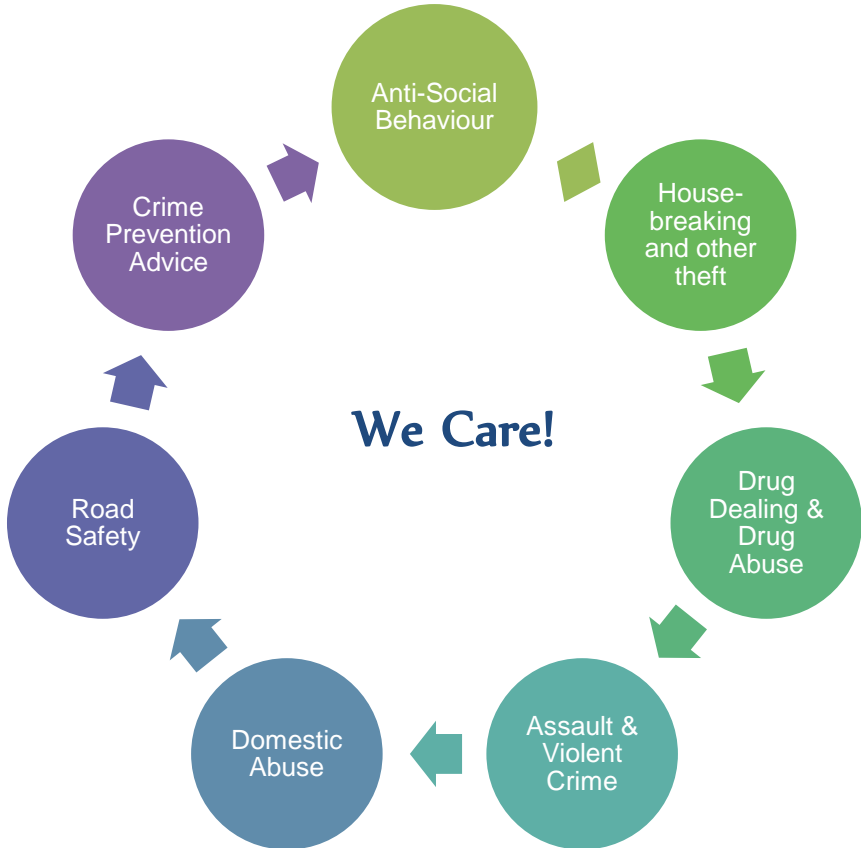 Anti-Social
Behaviour
House-
breaking
and other
theft
Drug
Dealing &
Drug
Abuse
Assault &
Violent
Crime
Domestic
Abuse
Road
Safety
Crime
Prevention
Advice
We Care!